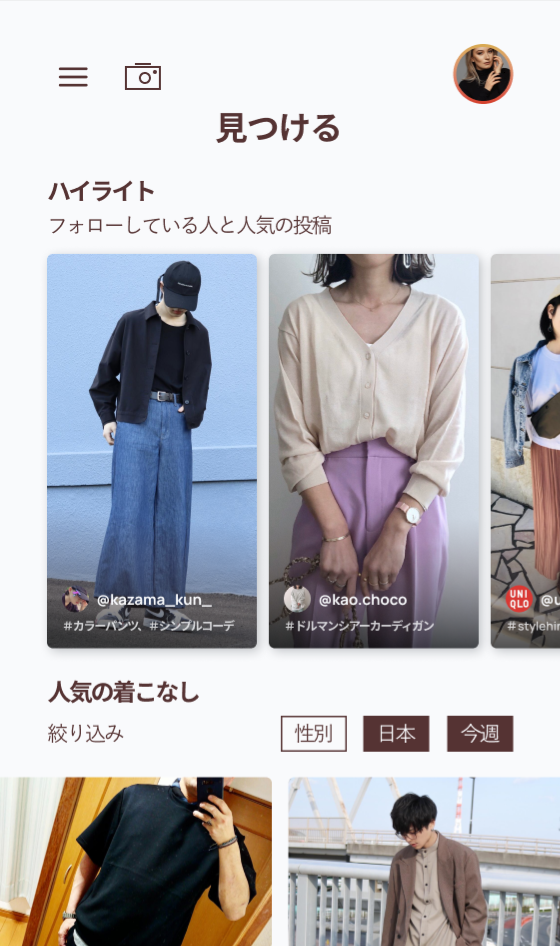 見つける
ハイライト
フォローしている人と人気の投稿
@kazama_kun_
#カラーパンツ、#シンプルコーデ
@kao.choco
#ドルマンシアーカーディガン
UNI
QLO
@u
#stylehin
人気の着こなし
絞り込み
性別
日本
今週